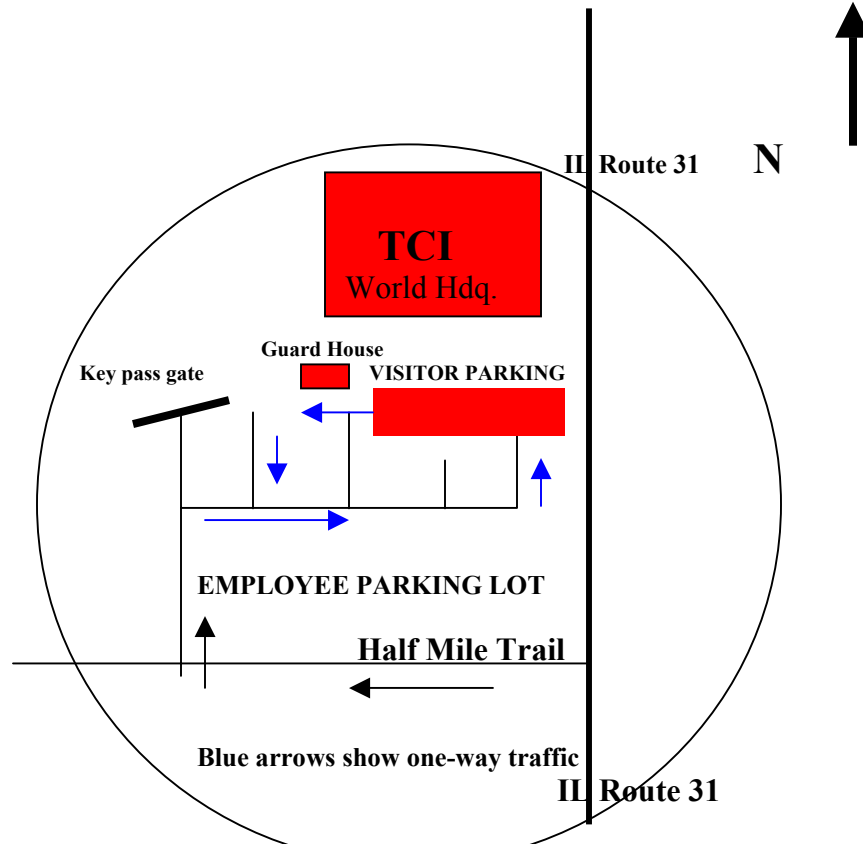 IL Route 31
N
TCI
World Hdq.
Guard House
Key pass gate
VISITOR PARKING
EMPLOYEE PARKING LOT
Half Mile Trail
Blue arrows show one-way traffic
IL Route 31